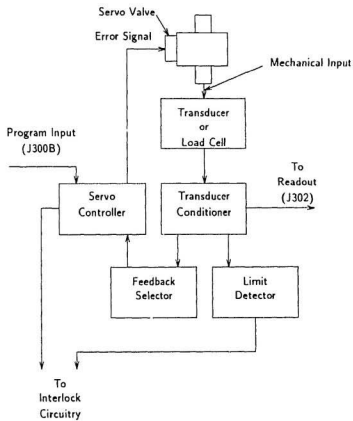 Servo Valve
Error Signal
Mechanical Input
Transducer
or
Load Cell
Program Input
(J300B)
To
Readout
(J302)
Servo
Controller
Transducer
Conditioner
Feedback
Selector
Limit
Detector
To
Interlock
Circuitry